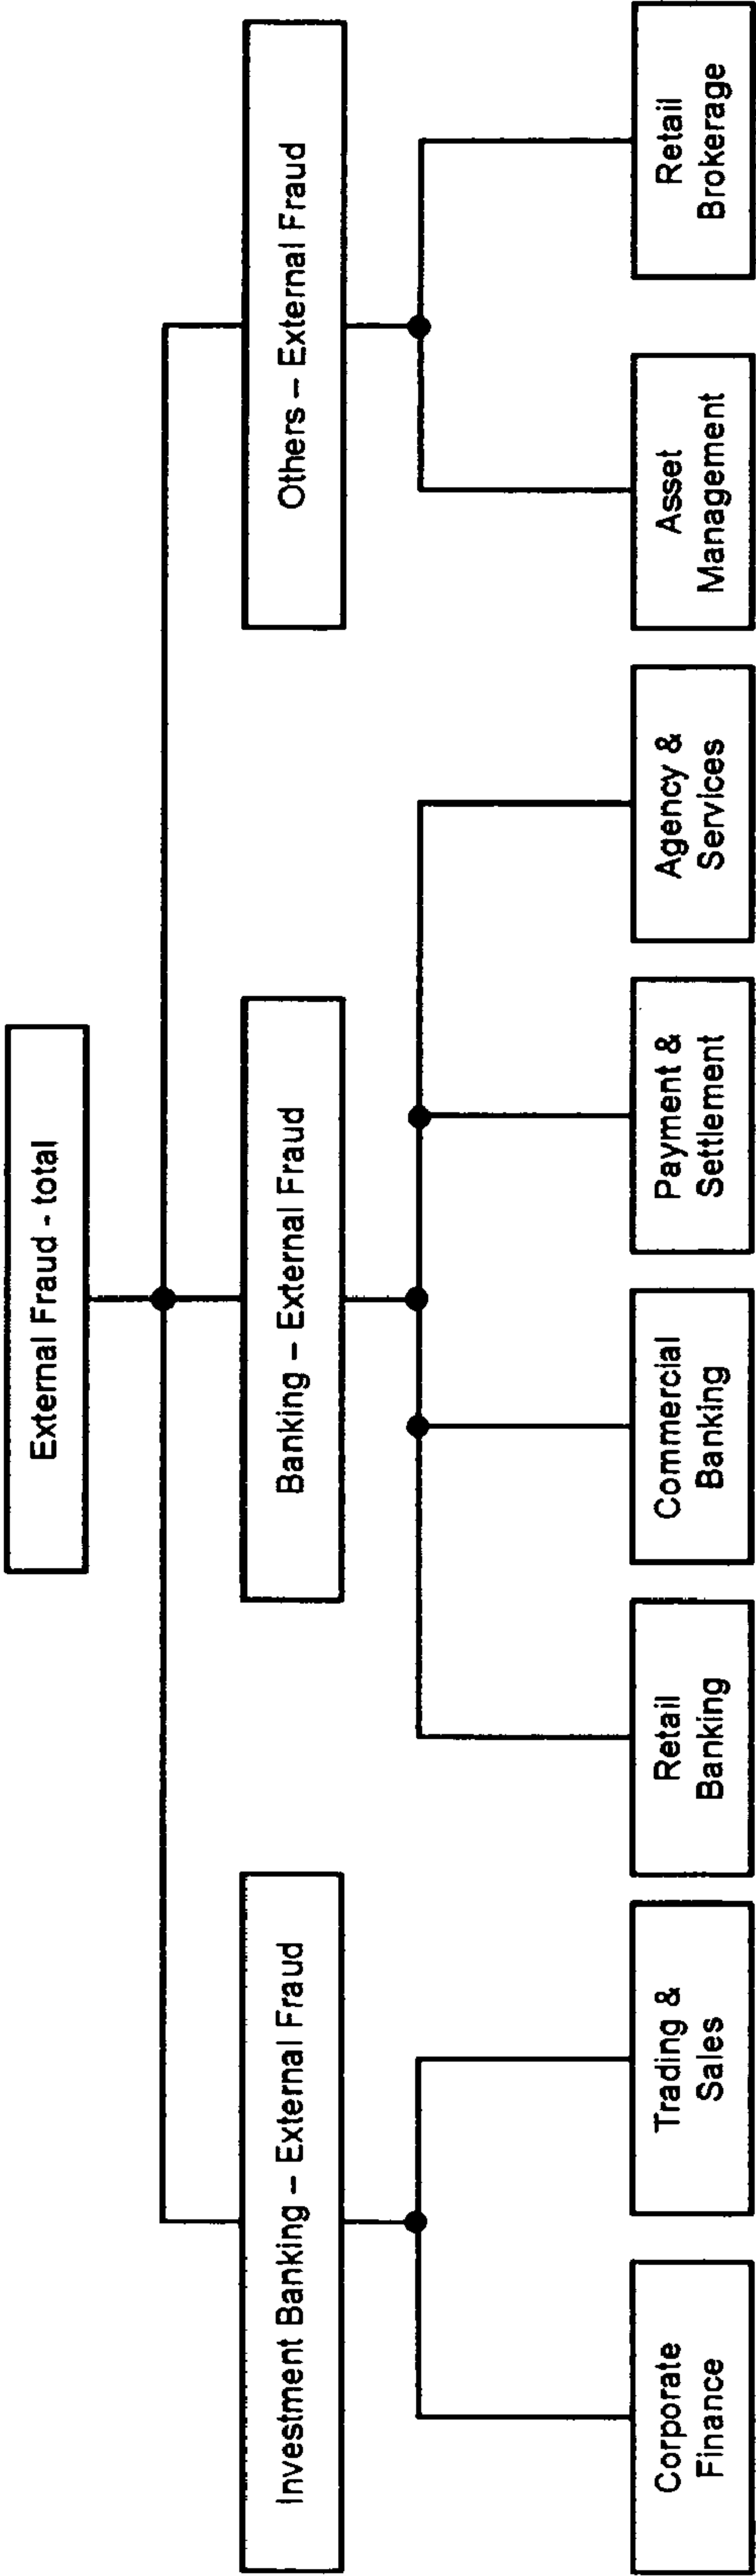 External Fraud - total
Investment Banking – External Fraud
Banking – External Fraud
Others – External Fraud
Corporate
Finance
Trading &
Sales
Retail
Banking
Commercial
Banking
Payment &
Settlement
Agency &
Services
Asset
Management
Retail
Brokerage